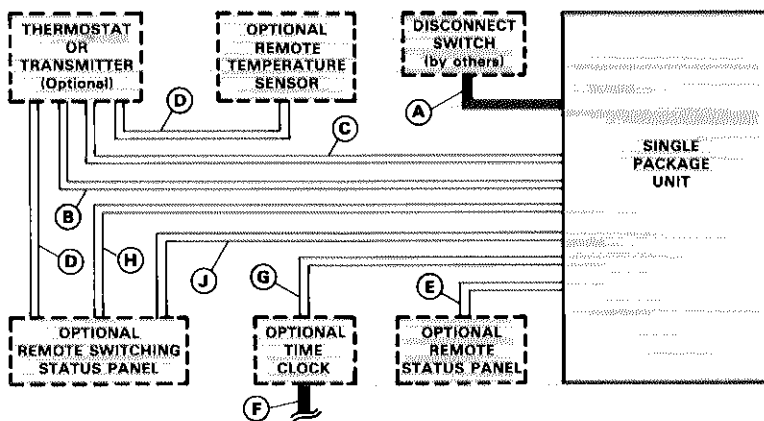 THERMOSTAT
OR
TRANSMITTER
(Optional)
OPTIONAL
REMOTE
TEMPERATURE
SENSOR
DISCONNECT
SWITCH
(by others)
D
A
C
SINGLE
PACKAGE
UNIT
B
D
H
J
G
E
OPTIONAL
REMOTE SWITCHING
STATUS PANEL
OPTIONAL
TIME
CLOCK
OPTIONAL
REMOTE
STATUS PANEL
F